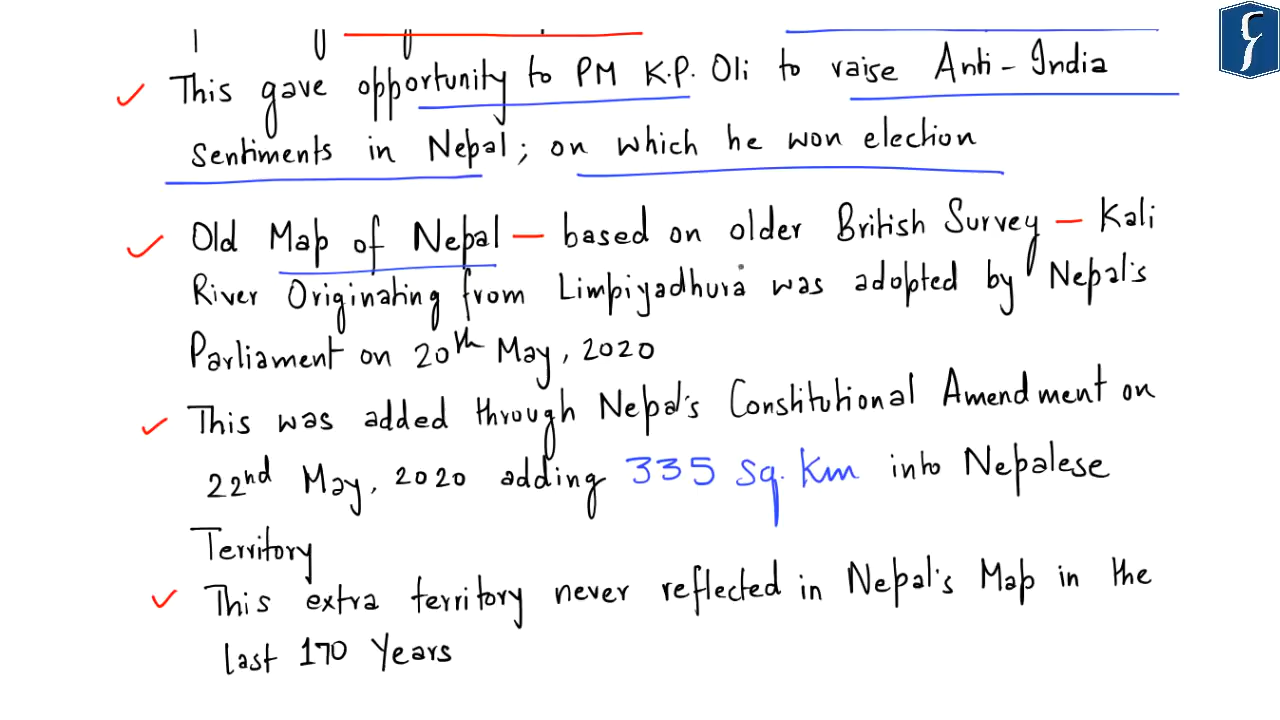 This gave opportunity to PM K.P. Oli to raise Anti - India
Sentiments in Nepal; on which he won election
Old Map of Nepal — based on older British Survey — Kali
River Originating from Limpiyadhura was adopted by Nepal's
Parliament on 20th May, 2020
This was added through Nepal's Constitutional Amendment on
22nd May, 2020 adding 335 Sq. Km into Nepalese
Territory
This extra territory never reflected in Nepal's Map in the
last 170 Years